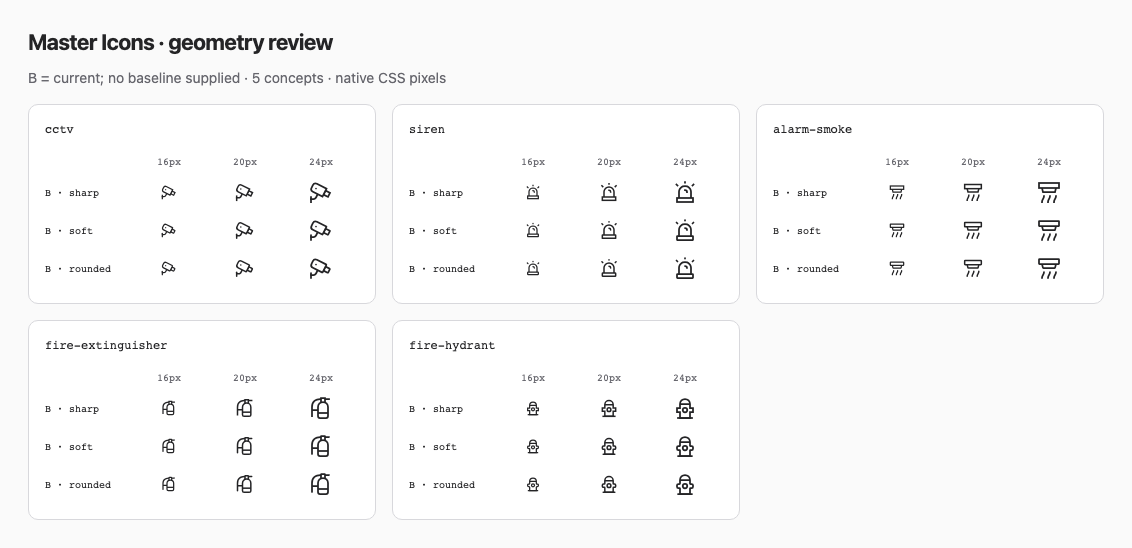 Master Icons · geometry review
B = current; no baseline supplied · 5 concepts · native CSS pixels
cctv
16px 20px 24px
B · sharp
B · soft
B · rounded
siren
16px 20px 24px
B · sharp
B · soft
B · rounded
alarm-smoke
16px 20px 24px
B · sharp
B · soft
B · rounded
fire-extinguisher
16px 20px 24px
B · sharp
B · soft
B · rounded
fire-hydrant
16px 20px 24px
B · sharp
B · soft
B · rounded